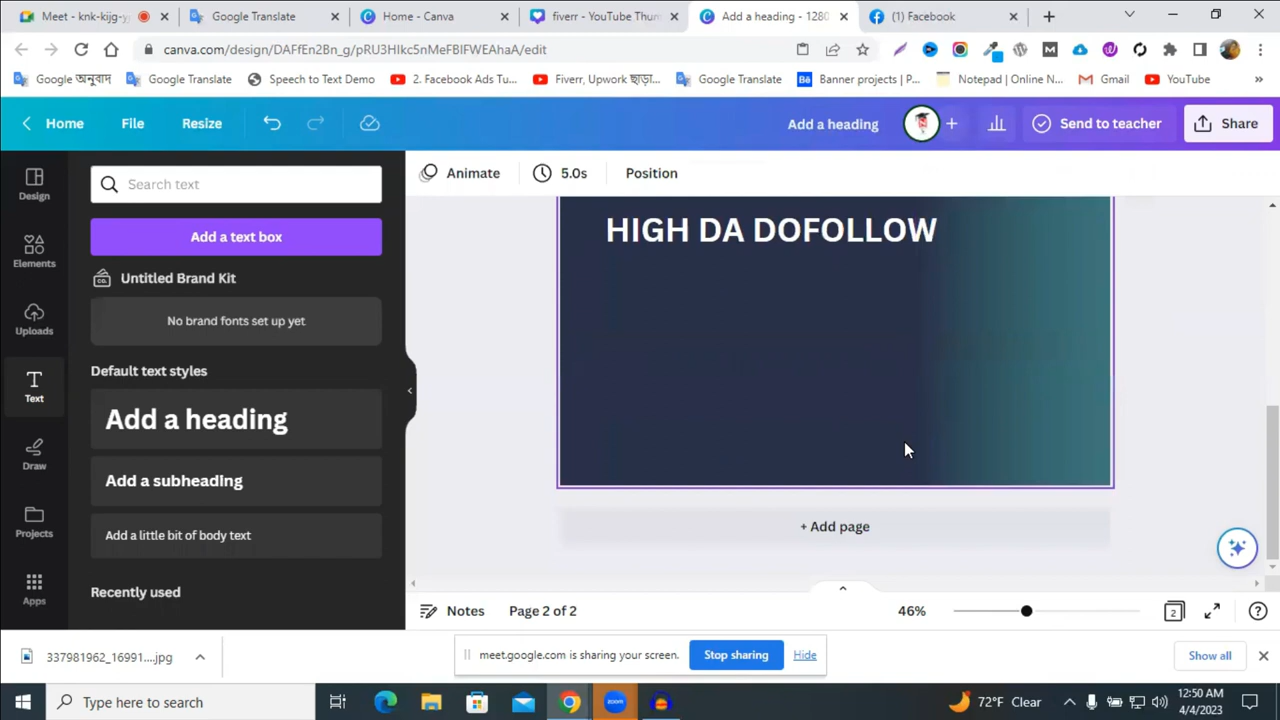 Meet - knk-kijg-y
Google Translate
Home - Canva
fiverr - YouTube Thum
Add a heading - 1280
(1) Facebook
canva.com/design/DAFfEn2Bn_g/pRU3HIkc5nMeFBlFWEAhaA/edit
Google অনুবাদ
Google Translate
Speech to Text Demo
2. Facebook Ads Tu...
Fiverr, Upwork ছাড়া...
Google Translate
Banner projects | P...
Notepad | Online N...
Gmail
YouTube
Home
File
Resize
Add a heading
Send to teacher
Share
Search text
Animate
5.0s
Position
Design
Add a text box
HIGH DA DOFOLLOW
Elements
Untitled Brand Kit
No brand fonts set up yet
Uploads
Default text styles
Text
Add a heading
Draw
Add a subheading
Projects
Add a little bit of body text
+ Add page
Apps
Recently used
Notes
Page 2 of 2
46%
2
337981962_16991....jpg
meet.google.com is sharing your screen.
Stop sharing
Hide
Show all
Type here to search
zoom
72°F Clear
12:50 AM
4/4/2023